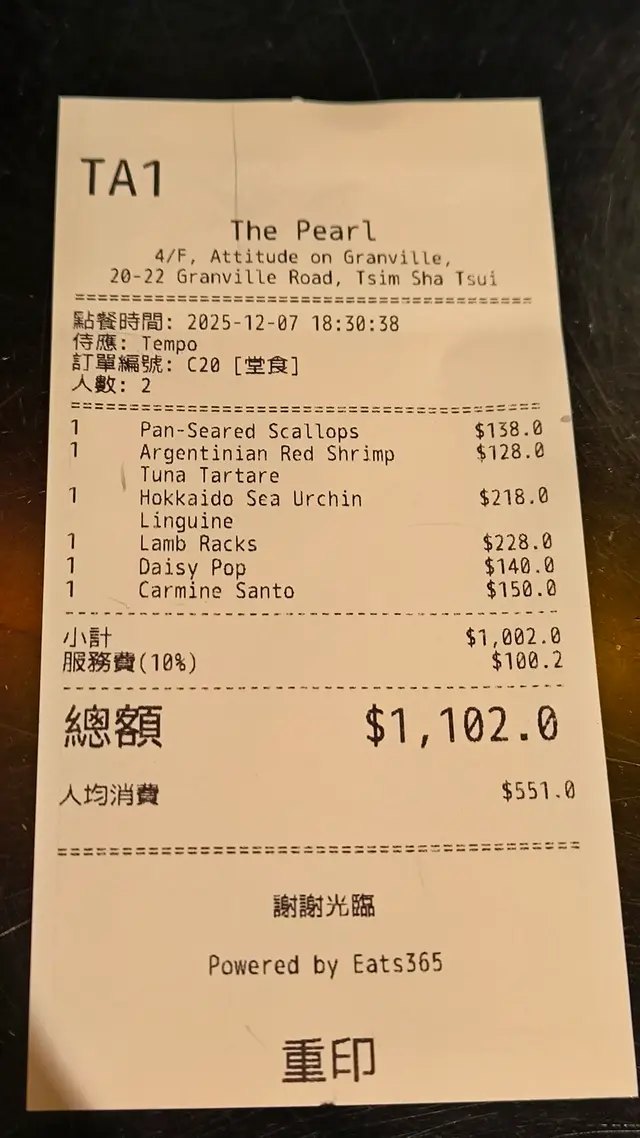 TA1
The Pearl
4/F, Attitude on Granville,
20-22 Granville Road, Tsim Sha Tsui
================================================
點餐時間: 2025-12-07 18:30:38
侍應: Tempo
訂單編號: C20 [堂食]
人數: 2
================================================
1 Pan-Seared Scallops $138.0
1 Argentinian Red Shrimp $128.0
Tuna Tartare
1 Hokkaido Sea Urchin $218.0
Linguine
1 Lamb Racks $228.0
1 Daisy Pop $140.0
1 Carmine Santo $150.0
------------------------------------------------
小計 $1,002.0
服務費(10%) $100.2
------------------------------------------------
總額 $1,102.0
人均消費 $551.0
================================================
謝謝光臨
Powered by Eats365
重印